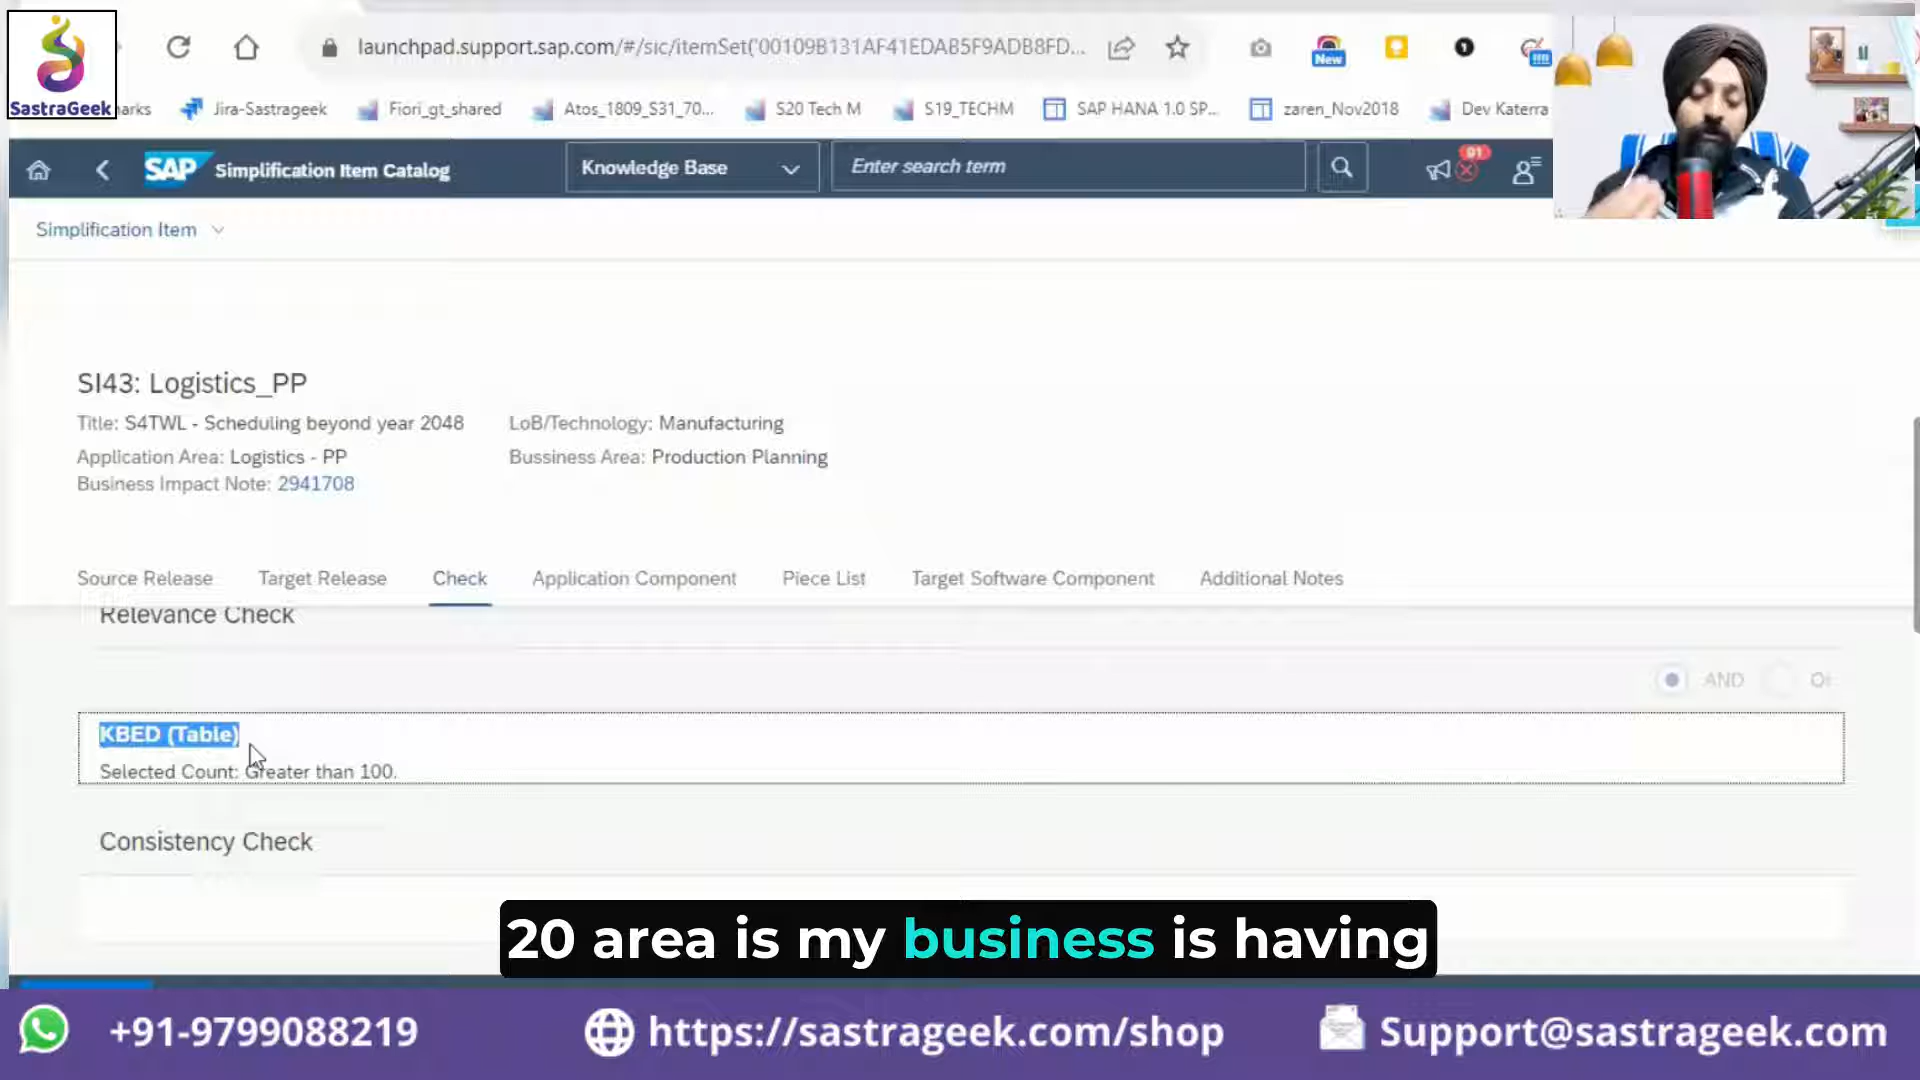 SastraGeek
launchpad.support.sap.com/#/sic/itemSet('00109B131AF41EDAB5F9ADB8FD...
New
arks
Jira-Sastrageek
Fiori_gt_shared
Atos_1809_S31_70...
S20 Tech M
S19_TECHM
SAP HANA 1.0 SP...
zaren_Nov2018
Dev Katerra
SAP
Simplification Item Catalog
Knowledge Base
Enter search term
91
Simplification Item
SI43: Logistics_PP
Title: S4TWL - Scheduling beyond year 2048
LoB/Technology: Manufacturing
Application Area: Logistics - PP
Bussiness Area: Production Planning
Business Impact Note: 2941708
Source Release
Target Release
Check
Application Component
Piece List
Target Software Component
Additional Notes
Relevance Check
AND
KBED (Table)
Selected Count: Greater than 100.
Consistency Check
20 area is my business is having
+91-9799088219
https://sastrageek.com/shop
Support@sastrageek.com